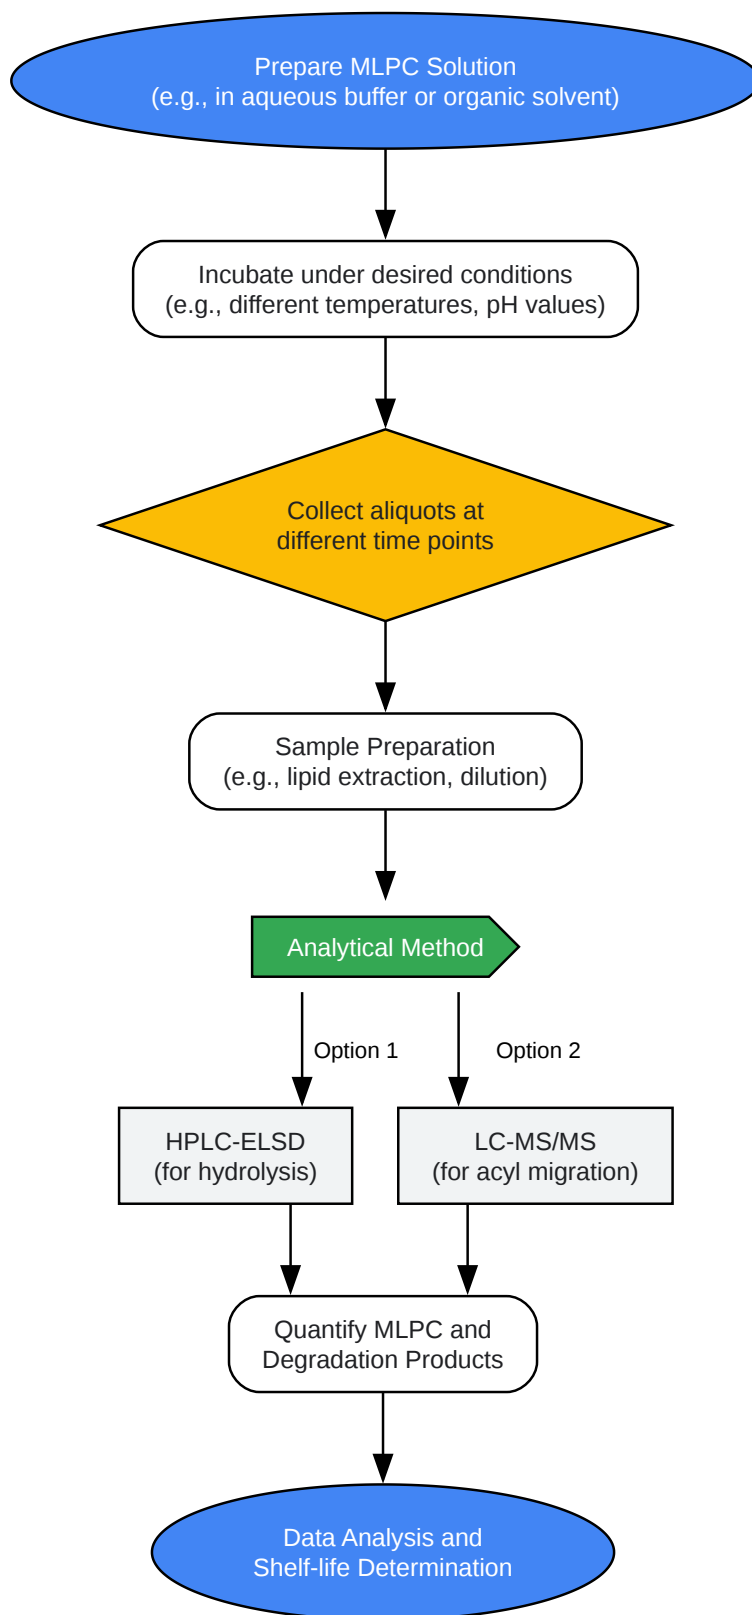 Prepare MLPC Solution
(e.g., in aqueous buffer or organic solvent)
Incubate under desired conditions
(e.g., different temperatures, pH values)
Collect aliquots at
different time points
Sample Preparation
(e.g., lipid extraction, dilution)
Analytical Method
Option 1
Option 2
HPLC-ELSD
(for hydrolysis)
LC-MS/MS
(for acyl migration)
Quantify MLPC and
Degradation Products
Data Analysis and
Shelf-life Determination